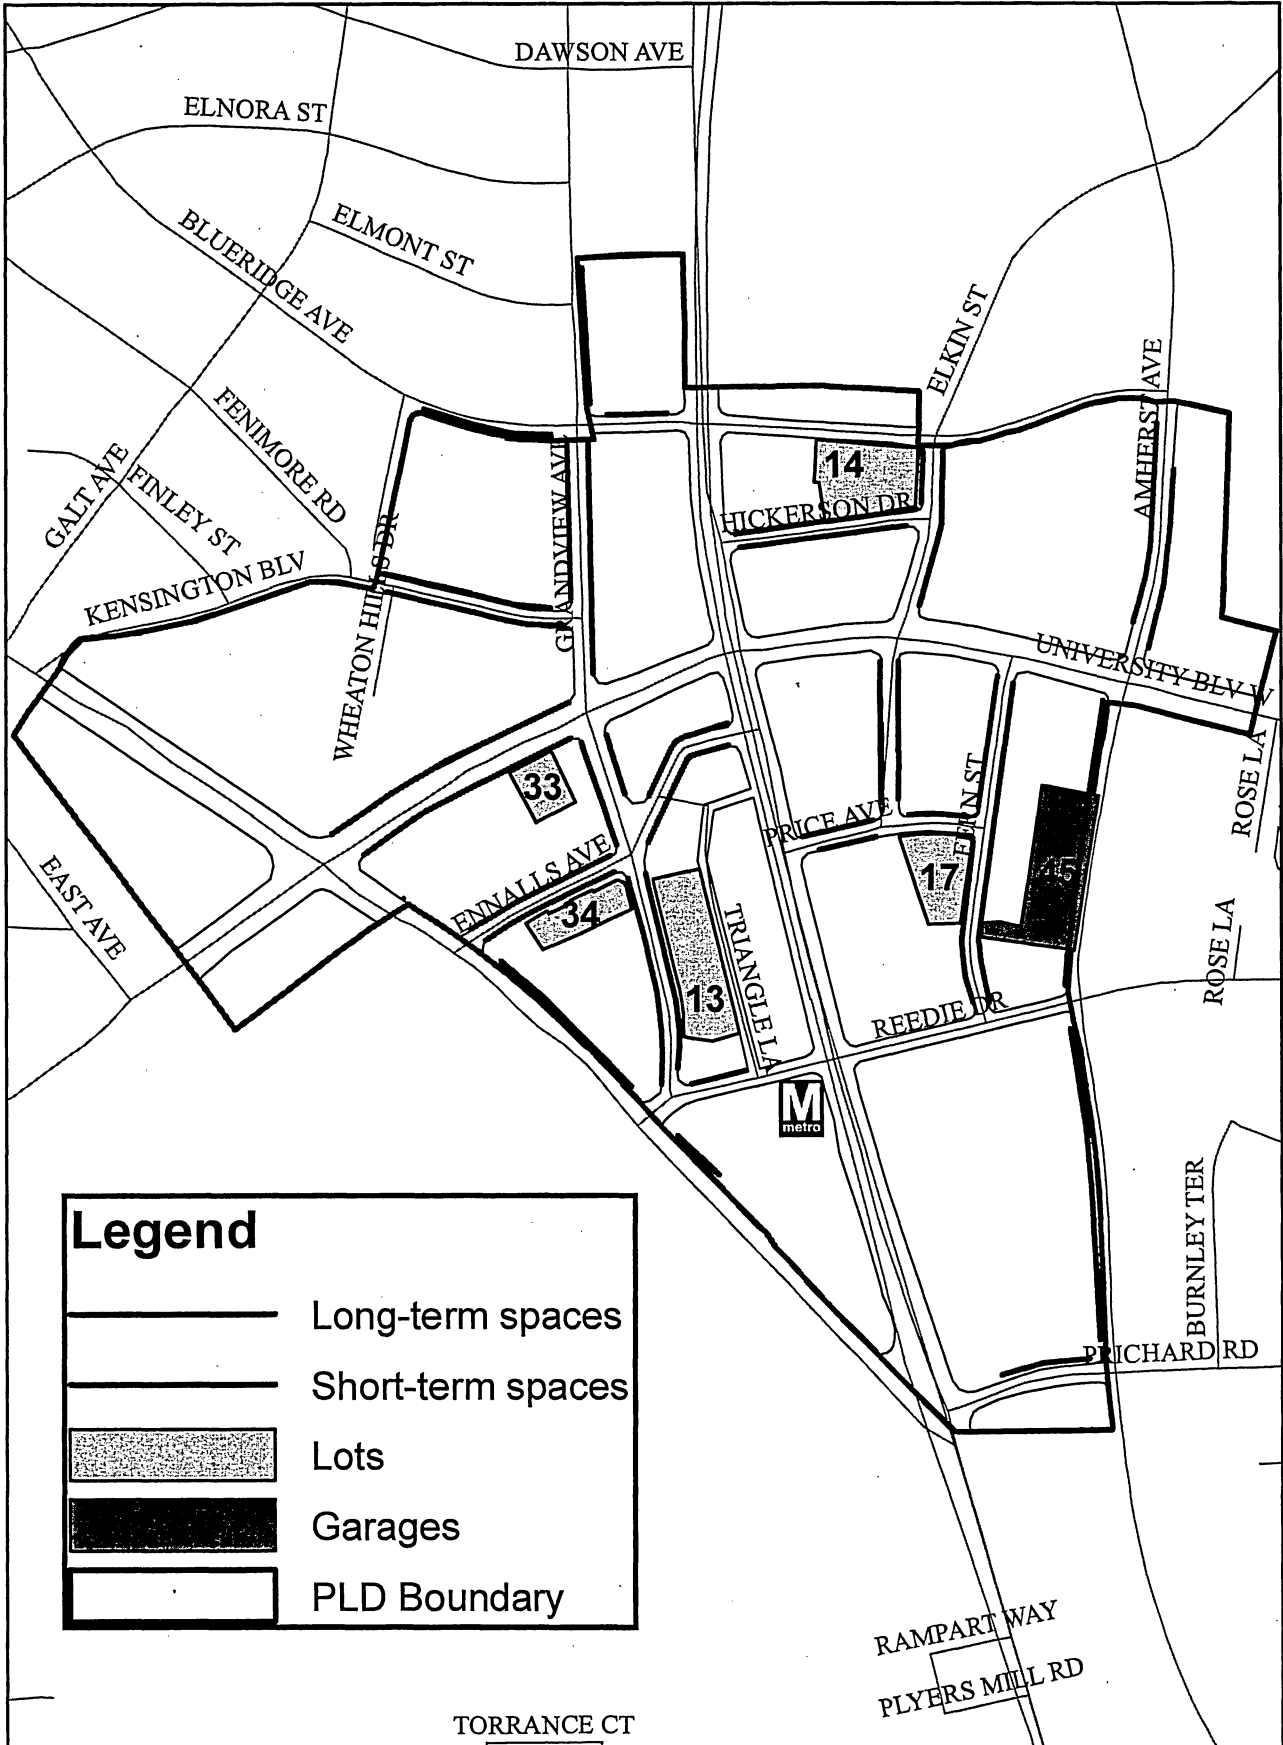 DAWSON AVE
ELNORA ST
ELMONT ST
BLUERIDGE AVE
ELKIN ST
AMHERST AVE
FENIMORE RD
GALT AVE
FINLEY ST
14
HICKERSON DR
GRANDVIEW AVE
KENSINGTON BLV
WHEATON HILLS DR
UNIVERSITY BLV W
ROSE LA
33
FERN ST
PRICE AVE
45
17
EAST AVE
ENNALLS AVE
34
TRIANGLE LA
13
ROSE LA
REEDIE DR
M
metro
BURNLEY TER
PRICHARD RD
Legend
Long-term spaces
Short-term spaces
Lots
Garages
PLD Boundary
RAMPART WAY
PLYERS MILL RD
TORRANCE CT